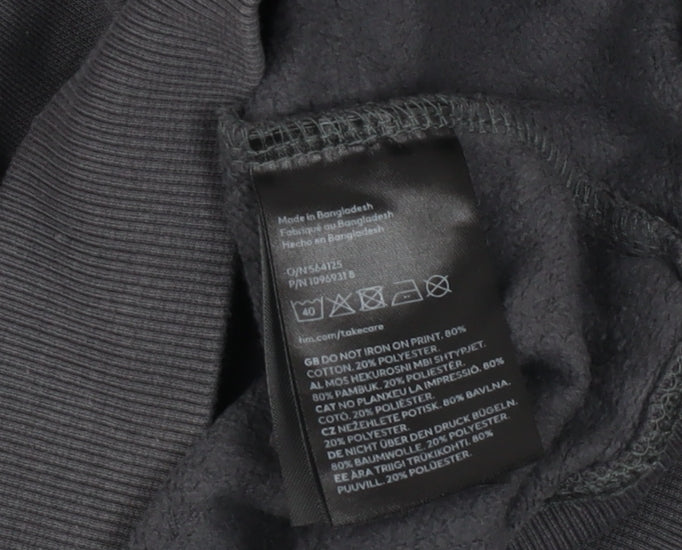 Made in Bangladesh
Fabriqué au Bangladesh
Hecho en Bangladesh
O/N 564125
P/N 1096931 8
40
hm.com/takecare
GB DO NOT IRON ON PRINT. 80%
COTTON. 20% POLYESTER.
AL MOS HEKUROSNI MBI SHTYPJET.
80% PAMBUK. 20% POLIESTËR.
CAT NO PLANXEU LA IMPRESSIÓ. 80%
COTÓ. 20% POLIÈSTER.
CZ NEŽEHLETE POTISK. 80% BAVLNA.
20% POLYESTER.
DE NICHT ÜBER DEN DRUCK BÜGELN.
80% BAUMWOLLE. 20% POLYESTER.
EE ÄRA TRIIGI TRÜKIKOHTI. 80%
PUUVILL. 20% POLÜESTER.